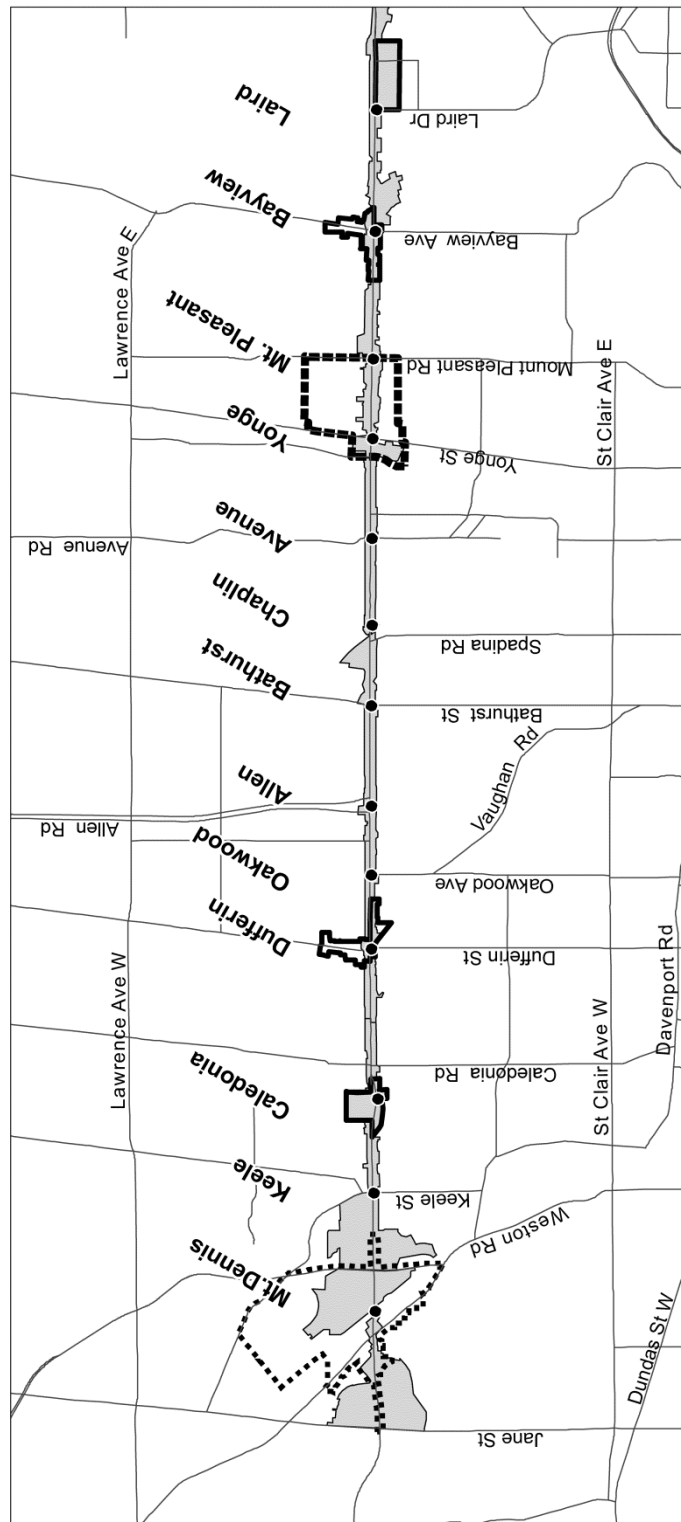 Laird
Laird Dr
Bayview
Bayview Ave
Lawrence Ave E
Mt. Pleasant
Mount Pleasant Rd
St Clair Ave E
Yonge
Yonge St
Avenue
Avenue Rd
Chaplin
Spadina Rd
Bathurst
Bathurst St
Vaughan Rd
Allen
Allen Rd
Oakwood
Oakwood Ave
Dufferin
Dufferin St
Davenport Rd
Lawrence Ave W
St Clair Ave W
Caledonia
Caledonia Rd
Keele
Keele St
Weston Rd
Mt.Dennis
Dundas St W
Jane St